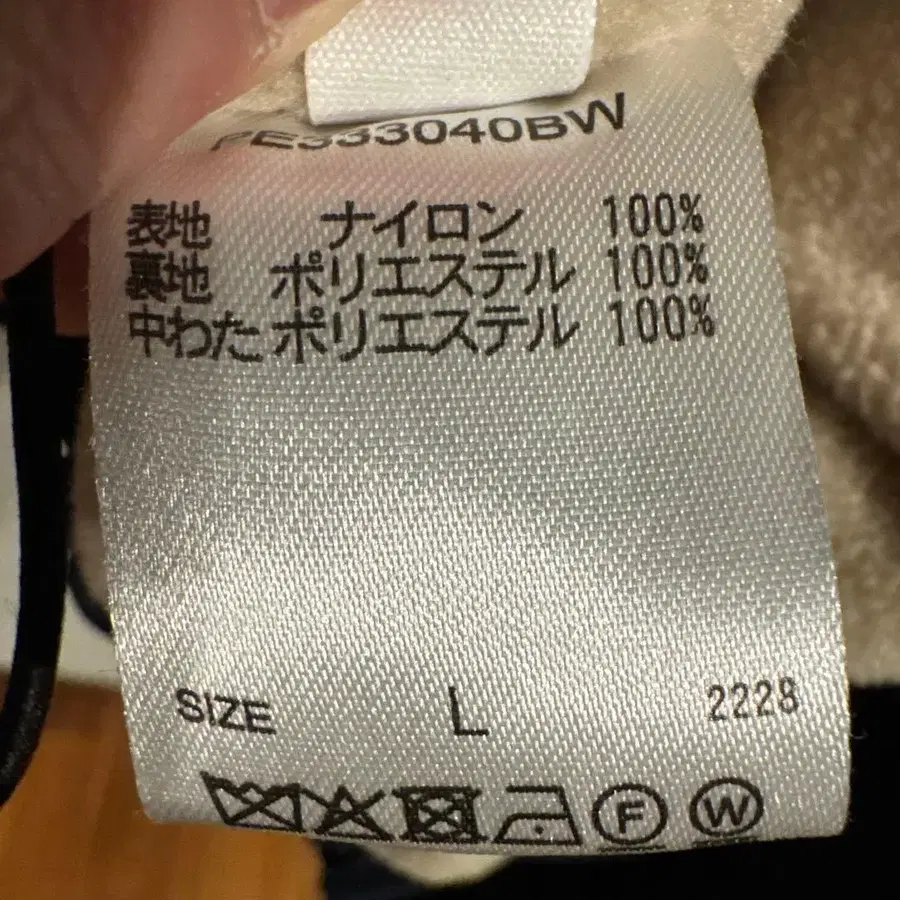 PE333040BW
表地 ナイロン 100%
裏地 ポリエステル 100%
中わた ポリエステル 100%
SIZE L 2228
F W